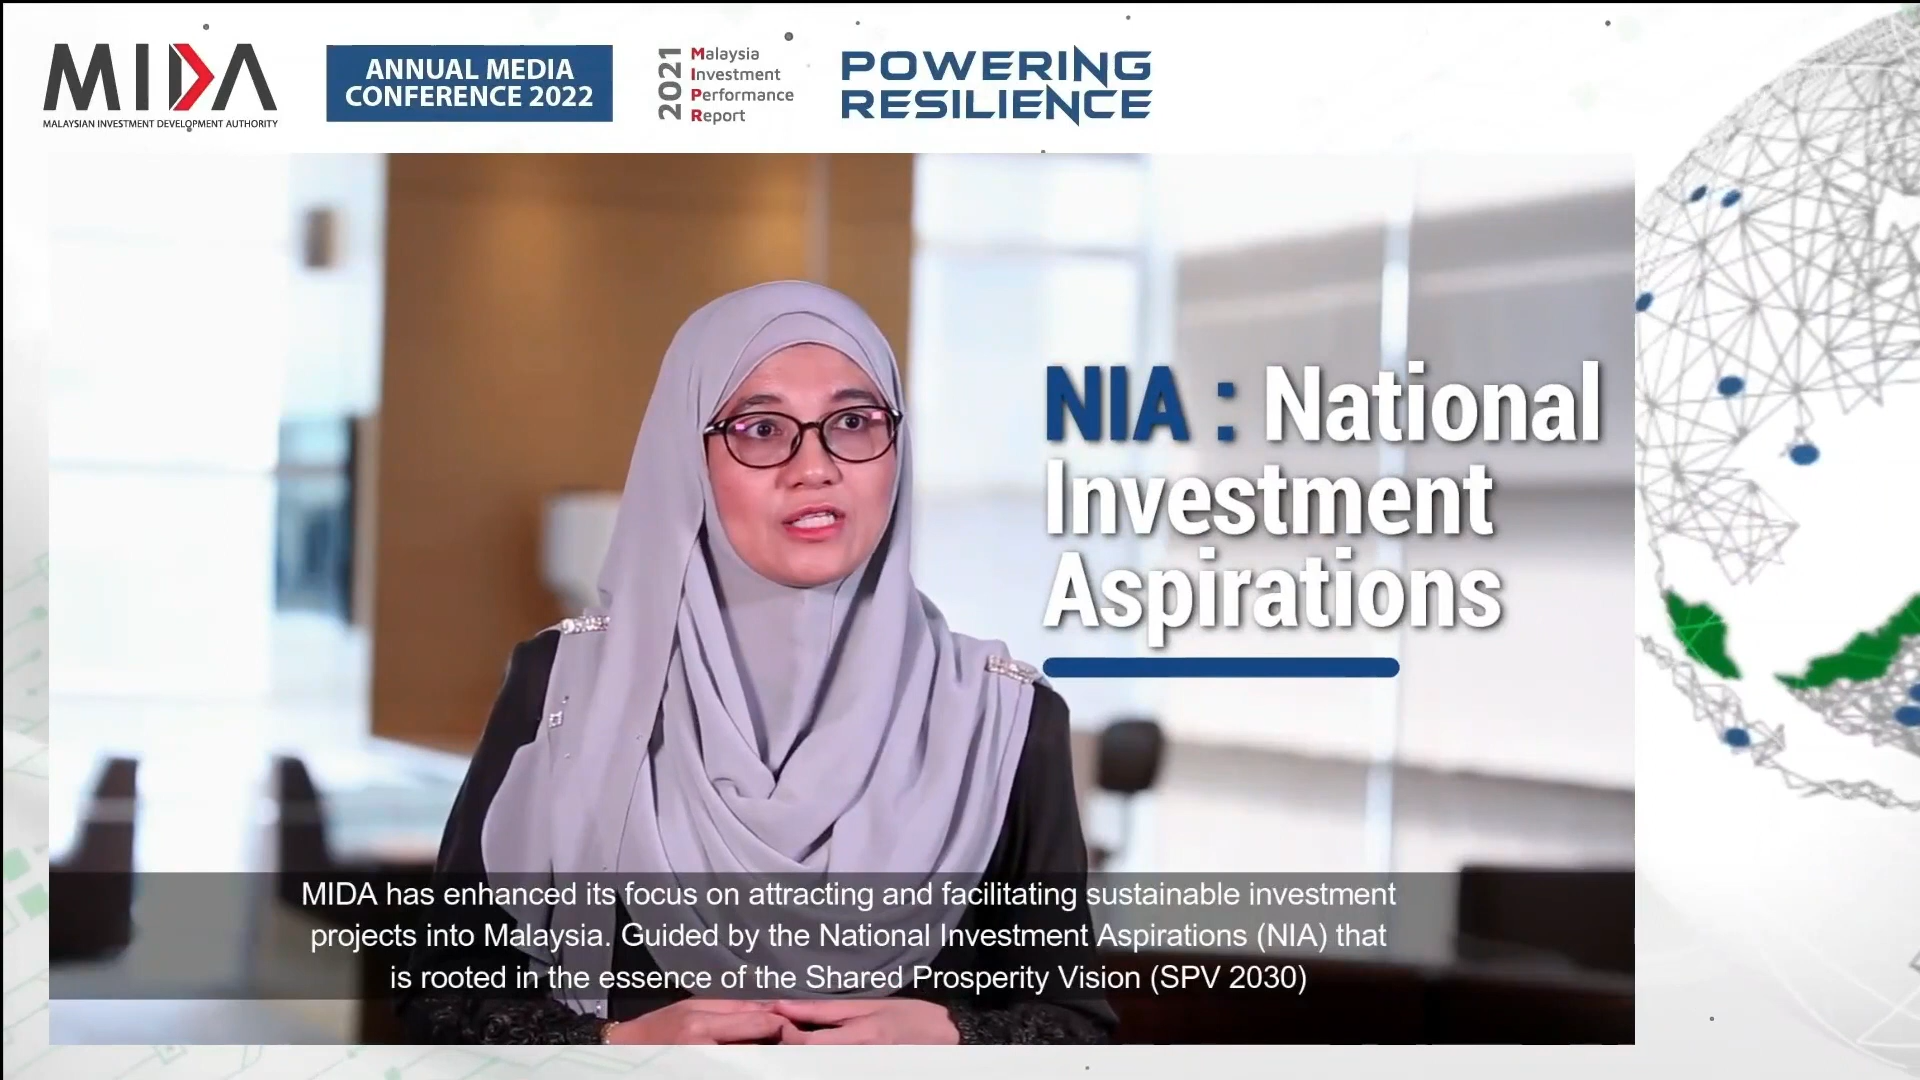 MIDA
MALAYSIAN INVESTMENT DEVELOPMENT AUTHORITY
ANNUAL MEDIA
CONFERENCE 2022
2021
Malaysia
Investment
Performance
Report
POWERING
RESILIENCE
NIA : National
Investment
Aspirations
MIDA has enhanced its focus on attracting and facilitating sustainable investment
projects into Malaysia. Guided by the National Investment Aspirations (NIA) that
is rooted in the essence of the Shared Prosperity Vision (SPV 2030)